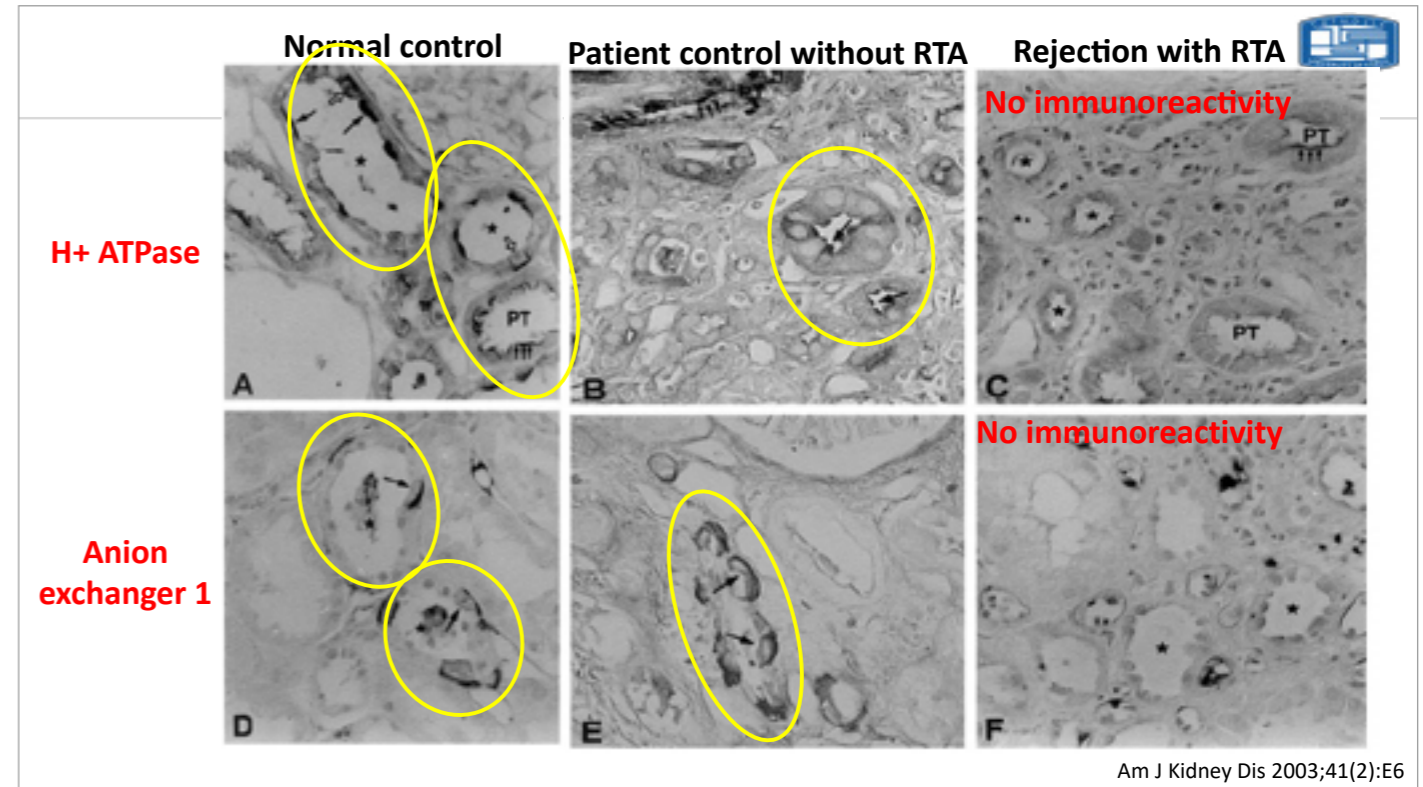 Normal control
Patient control without RTA
Rejection with RTA
H+ ATPase
No immunoreactivity
PT
PT
PT
A
B
C
Anion
exchanger 1
No immunoreactivity
D
E
F
Am J Kidney Dis 2003;41(2):E6